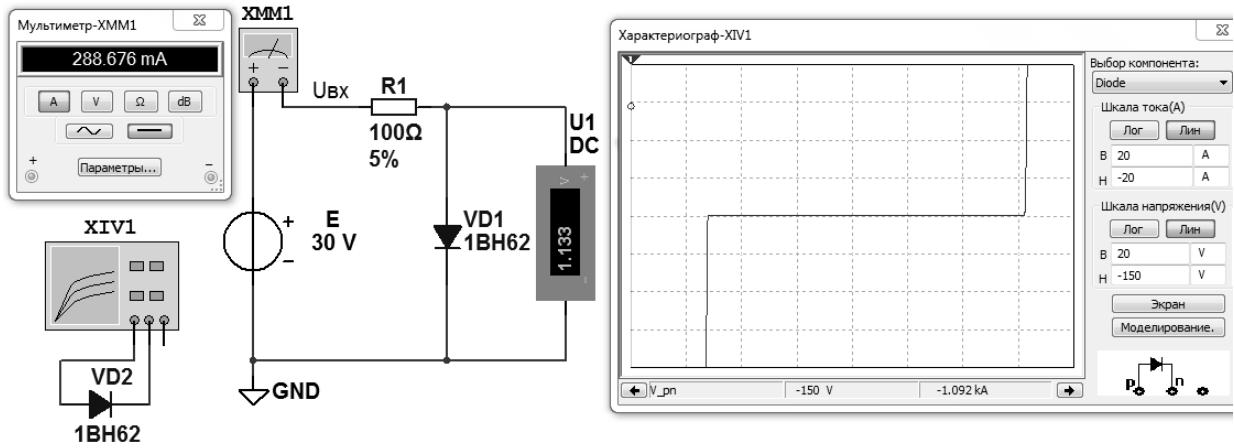 Мультиметр-XMM1
288.676 mA
A
V
Ω
dB
+
Параметры...
−
XMM1
+ −
Uвх
R1
100Ω
5%
U1
DC
V
+
1.133
−
+
−
E
30 V
VD1
1BH62
GND
XIV1
VD2
1BH62
Характериограф-XIV1
1
V_pn
-150 V
-1.092 kA
Выбор компонента:
Diode
Шкала тока(А)
Лог
Лин
В 20 A
Н -20 A
Шкала напряжения(V)
Лог
Лин
В 20 V
Н -150 V
Экран
Моделирование.
p
n